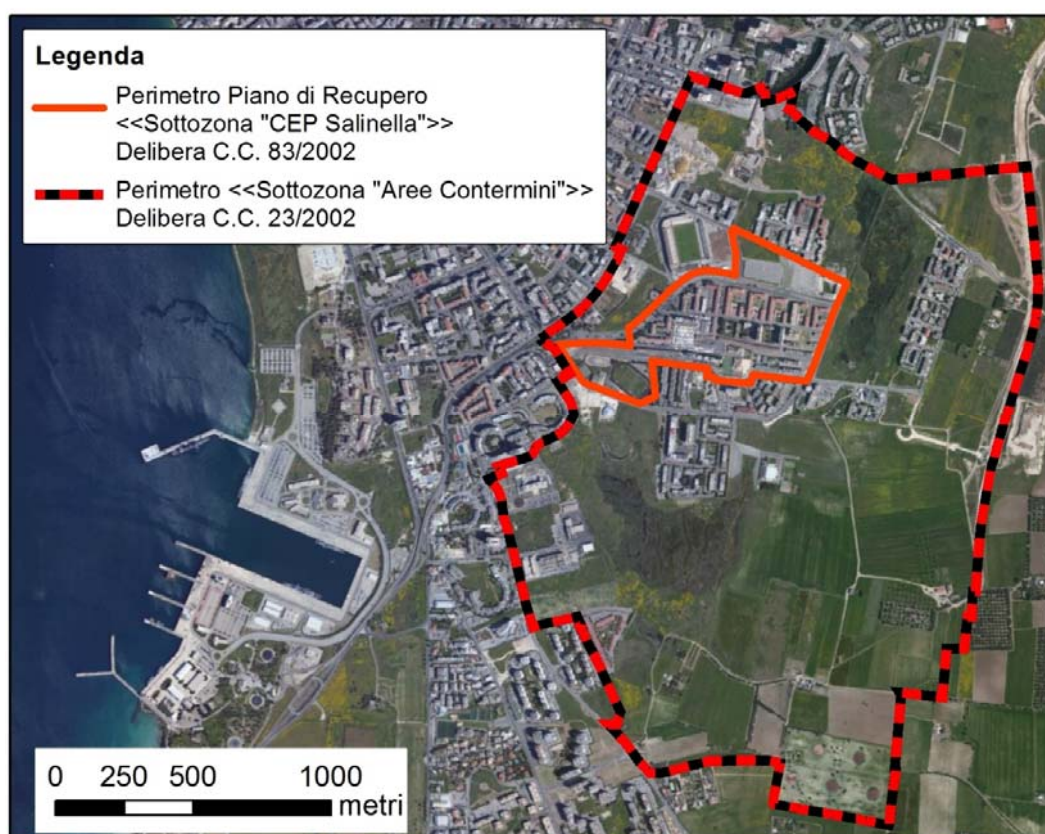 Legenda
Perimetro Piano di Recupero
<<Sottozona "CEP Salinella">>
Delibera C.C. 83/2002
Perimetro <<Sottozona "Aree Contermini">>
Delibera C.C. 23/2002
0 250 500 1000
metri